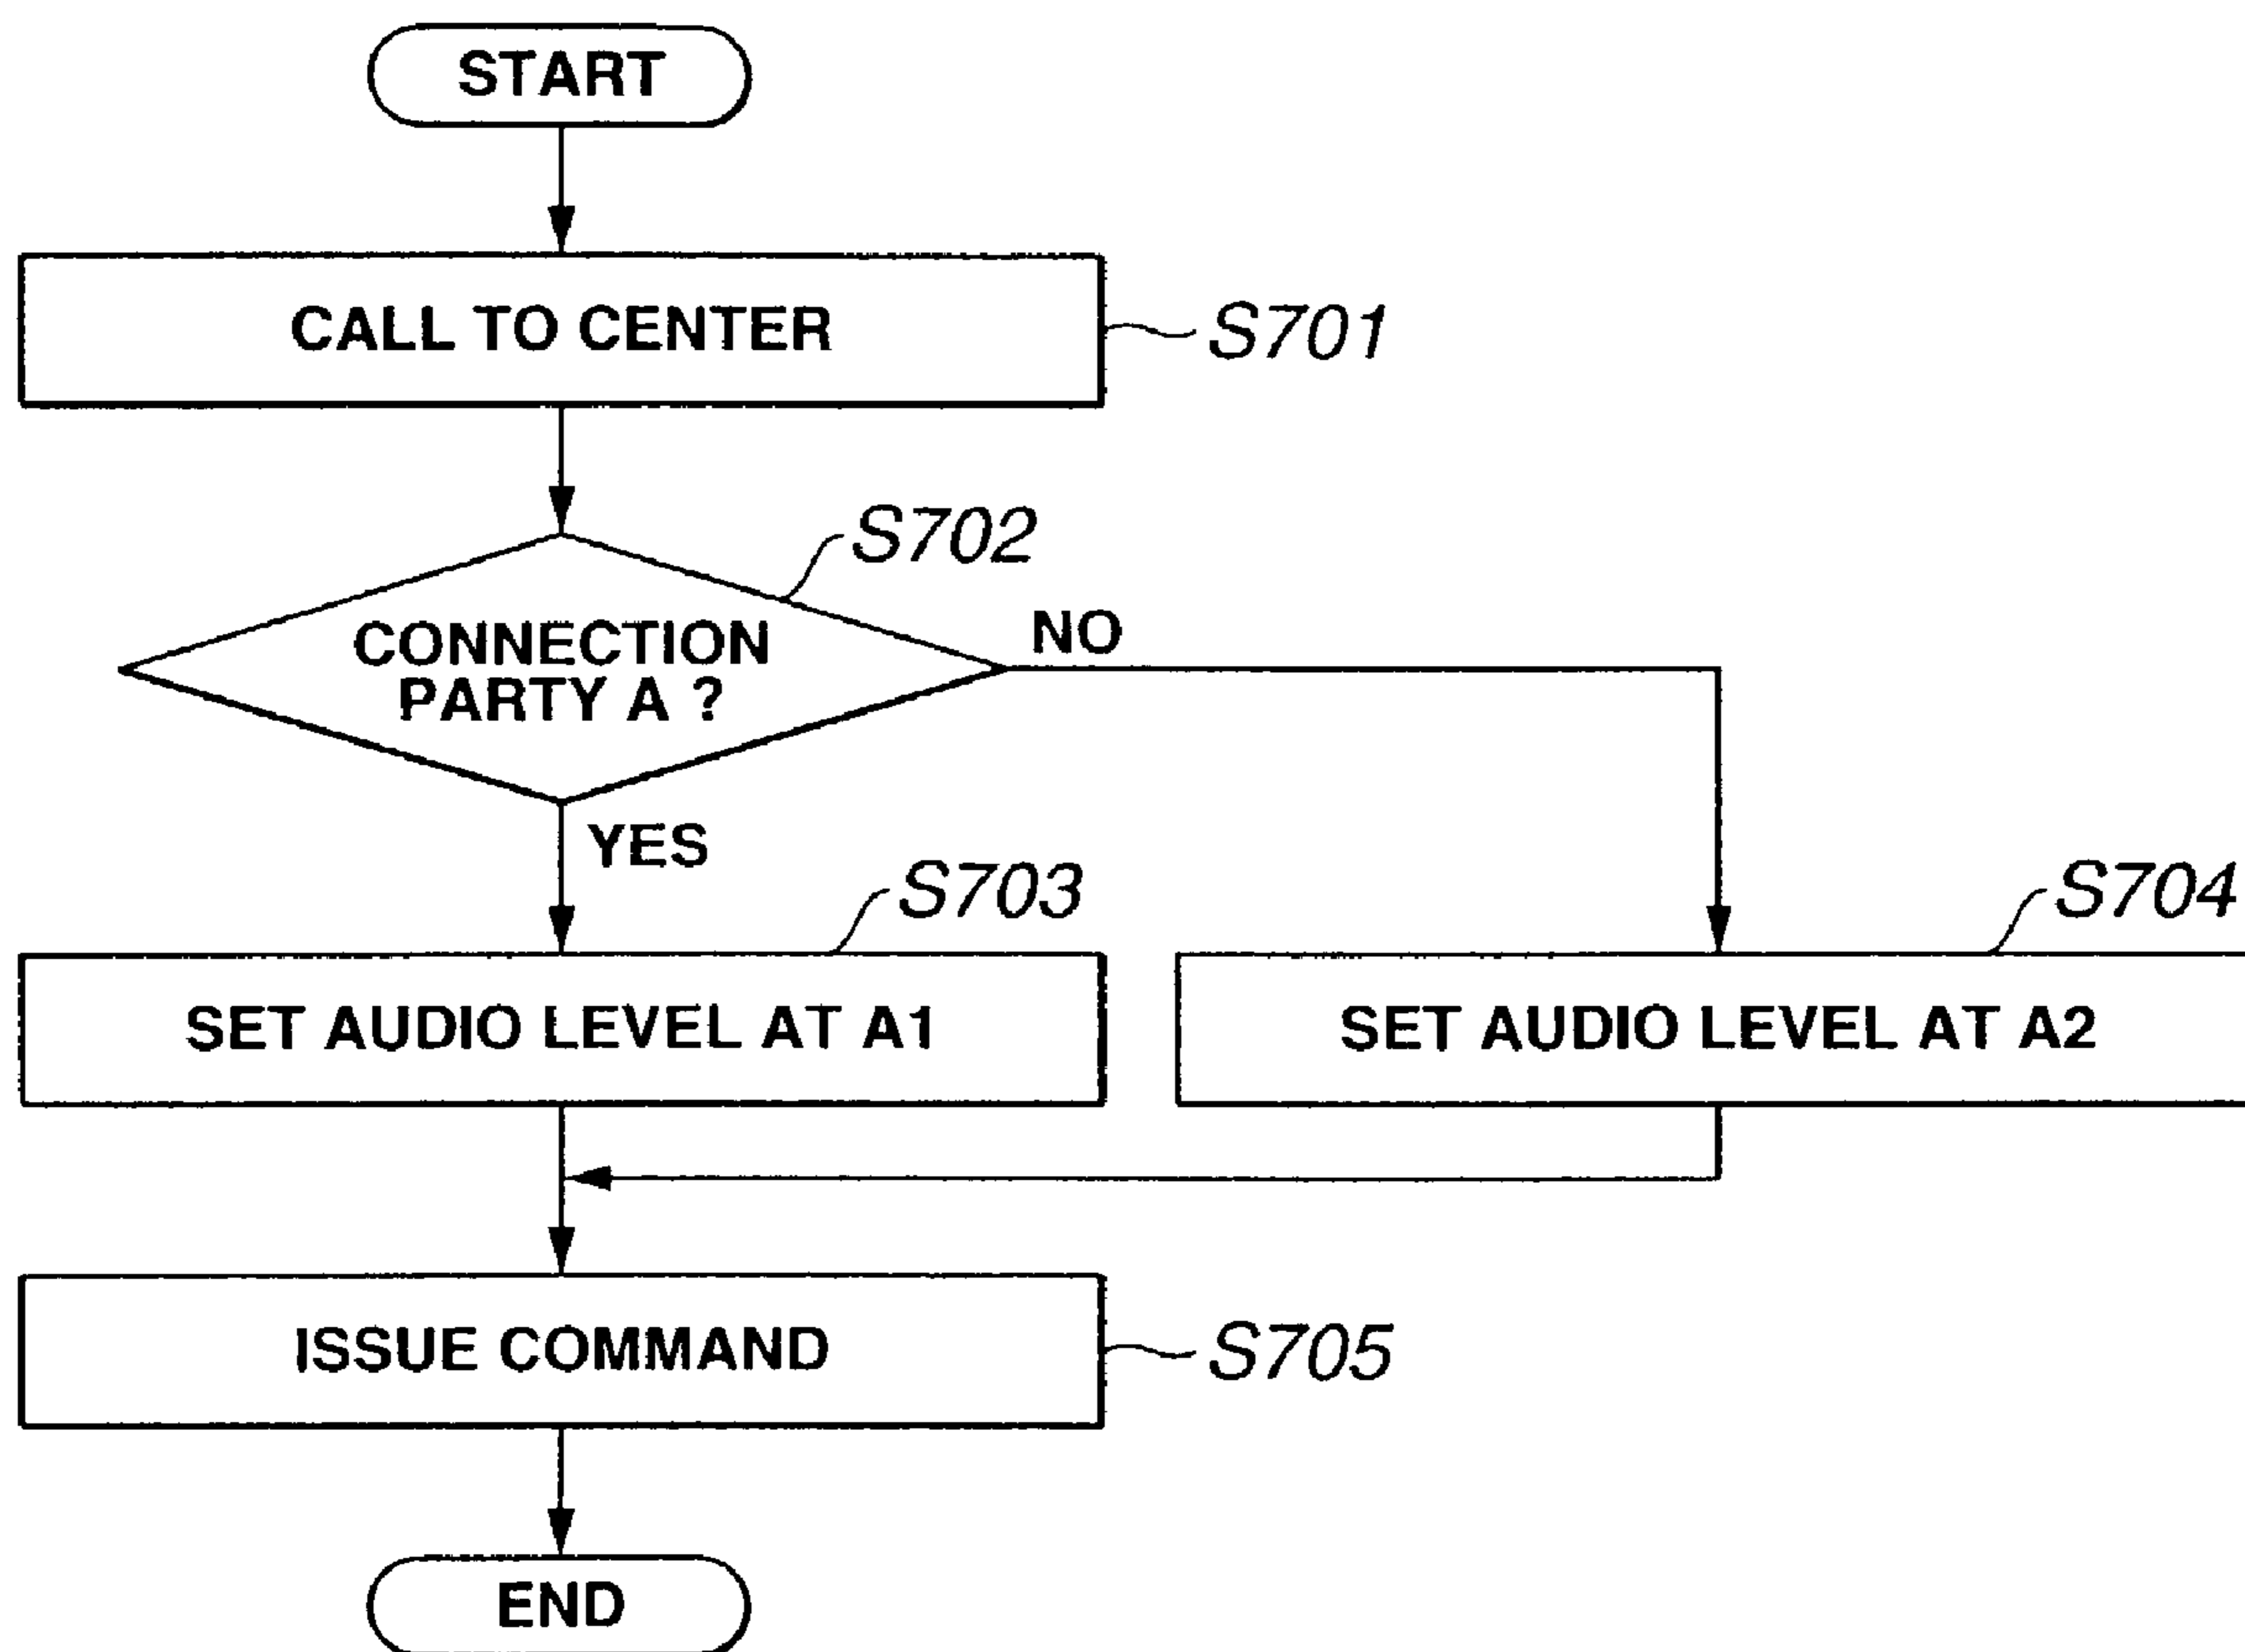 START
CALL TO CENTER
S701
S702
CONNECTION
PARTY A ?
NO
YES
S703
S704
SET AUDIO LEVEL AT A1
SET AUDIO LEVEL AT A2
ISSUE COMMAND
S705
END